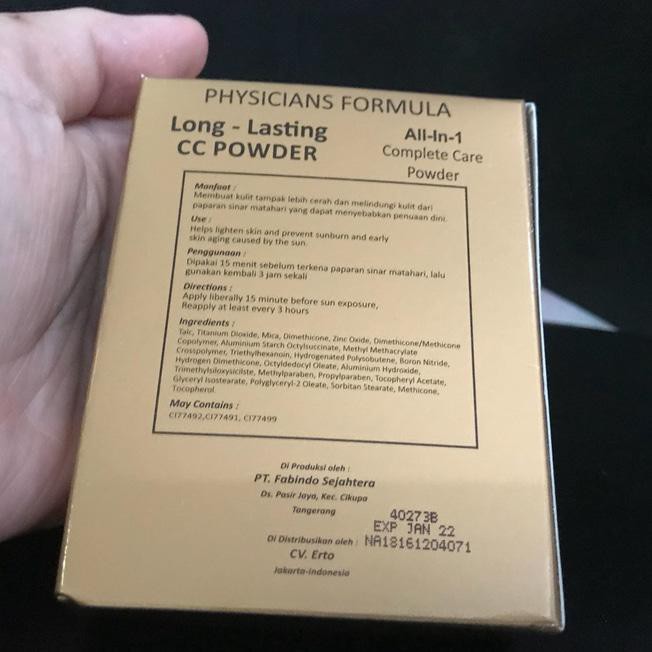 PHYSICIANS FORMULA
Long - Lasting
CC POWDER
All-In-1
Complete Care
Powder
Manfaat :
Membuat kulit tampak lebih cerah dan melindungi kulit dari
paparan sinar matahari yang dapat menyebabkan penuaan dini.
Use :
Helps lighten skin and prevent sunburn and early
skin aging caused by the sun.
Penggunaan :
Dipakai 15 menit sebelum terkena paparan sinar matahari, lalu
gunakan kembali 3 jam sekali
Directions :
Apply liberally 15 minute before sun exposure,
Reapply at least every 3 hours
Ingredients :
Talc, Titanium Dioxide, Mica, Dimethicone, Zinc Oxide, Dimethicone/Methicone
Copolymer, Aluminium Starch Octylsuccinate, Methyl Methacrylate
Crosspolymer, Triethylhexanoin, Hydrogenated Polysobutene, Boron Nitride,
Hydrogen Dimethicone, Octyldedocyl Oleate, Aluminium Hydroxide,
Trimethylsiloxysicilste, Methylparaben, Propylparaben, Tocopheryl Acetate,
Glyceryl Isostearate, Polyglyceryl-2 Oleate, Sorbitan Stearate, Methicone,
Tocopherol.
May Contains :
CI77492,CI77491, CI77499
Di Produksi oleh :
PT. Fabindo Sejahtera
Ds. Pasir Jaya, Kec. Cikupa
Tangerang
40273B
EXP JAN 22
NA18161204071
Di Distribusikan oleh :
CV. Erto
Jakarta-Indonesia